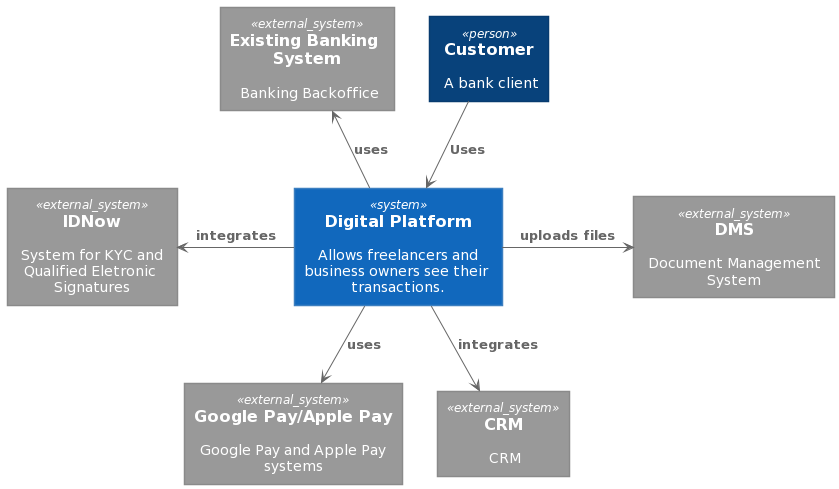 «external_system»
Existing Banking
System
Banking Backoffice
«person»
Customer
A bank client
uses
Uses
«external_system»
IDNow
System for KYC and
Qualified Eletronic
Signatures
integrates
«system»
Digital Platform
Allows freelancers and
business owners see their
transactions.
uploads files
«external_system»
DMS
Document Management
System
uses
integrates
«external_system»
Google Pay/Apple Pay
Google Pay and Apple Pay
systems
«external_system»
CRM
CRM